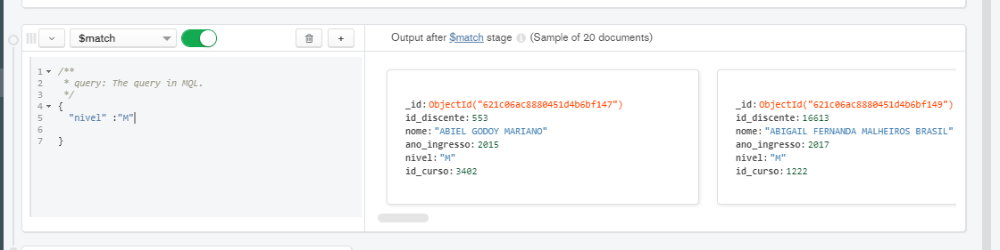 $match
+
Output after $match stage (Sample of 20 documents)
1 /**
2 * query: The query in MQL.
3 */
4 {
5 "nivel" :"M"
6
7 }
_id: ObjectId("621c06ac8880451d4b6bf147")
id_discente: 553
nome: "ABIEL GODOY MARIANO"
ano_ingresso: 2015
nivel: "M"
id_curso: 3402
_id: ObjectId("621c06ac8880451d4b6bf149")
id_discente: 16613
nome: "ABIGAIL FERNANDA MALHEIROS BRASIL"
ano_ingresso: 2017
nivel: "M"
id_curso: 1222